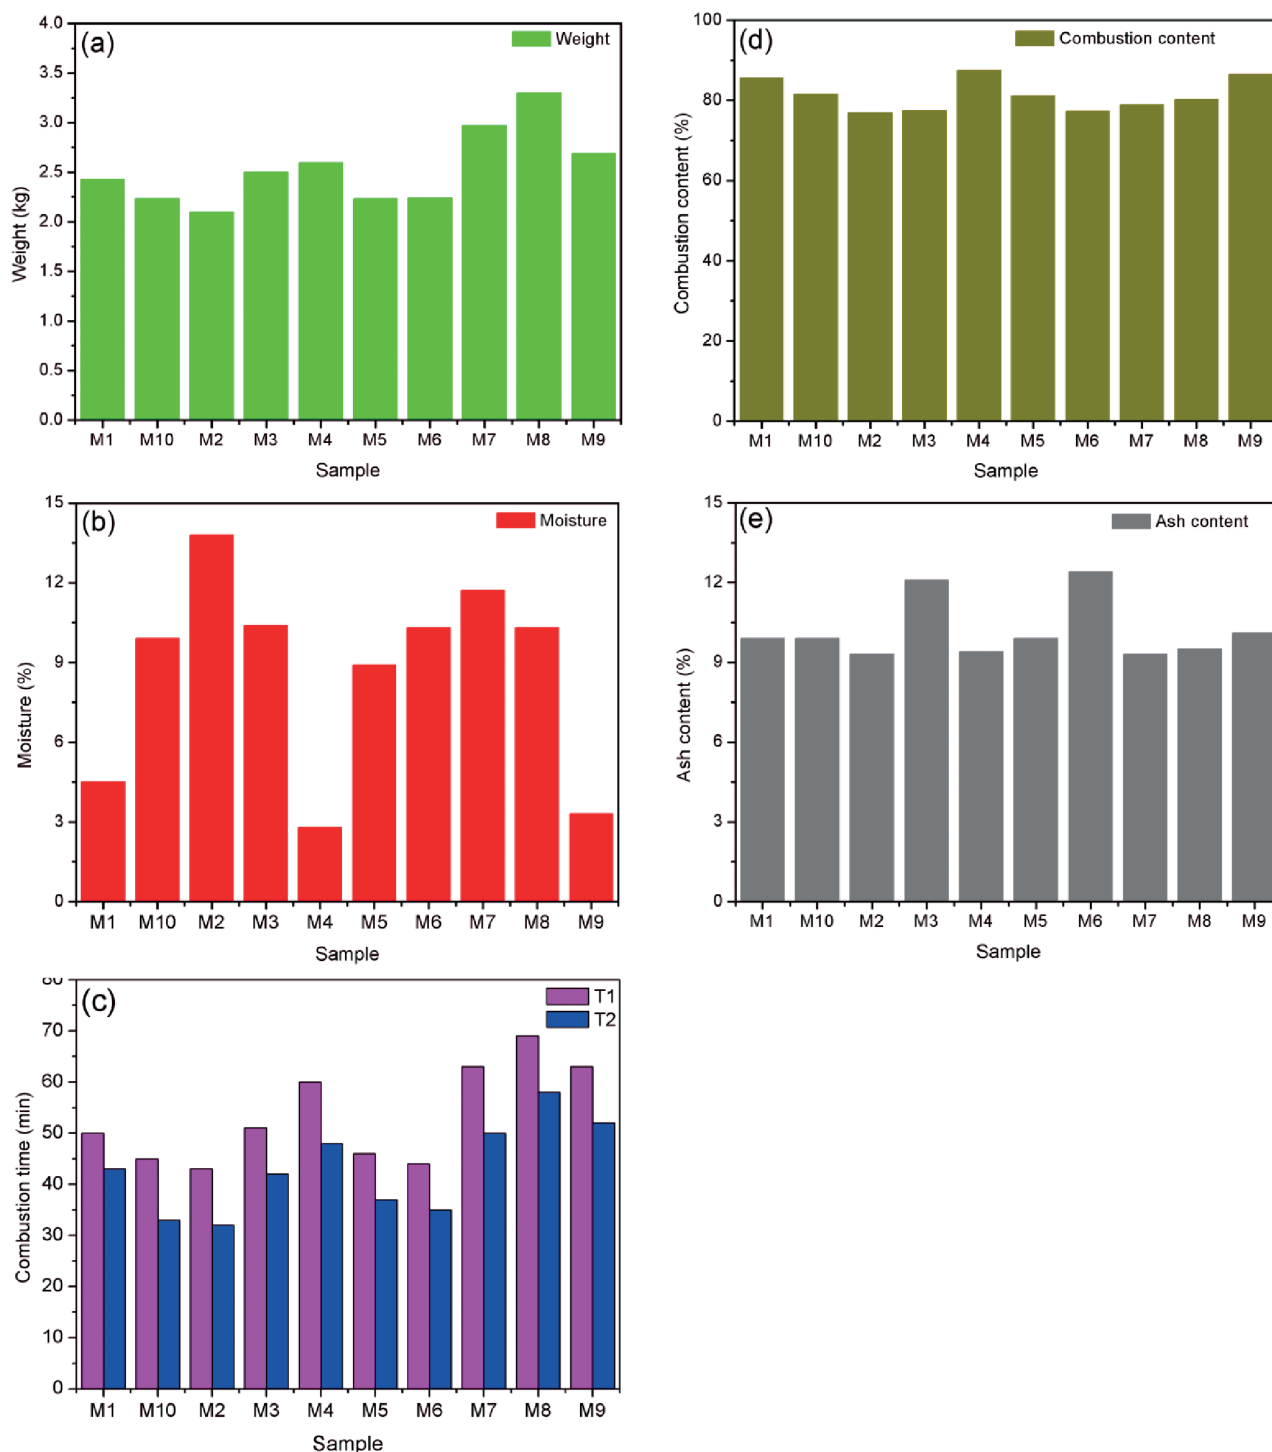 (a)
Weight
Weight (kg)
4.0
3.5
3.0
2.5
2.0
1.5
1.0
0.5
0.0
M1 M10 M2 M3 M4 M5 M6 M7 M8 M9
Sample
(d)
Combustion content
Combustion content (%)
100
80
60
40
20
0
M1 M10 M2 M3 M4 M5 M6 M7 M8 M9
Sample
(b)
Moisture
Moisture (%)
15
12
9
6
3
0
M1 M10 M2 M3 M4 M5 M6 M7 M8 M9
Sample
(e)
Ash content
Ash content (%)
15
12
9
6
3
0
M1 M10 M2 M3 M4 M5 M6 M7 M8 M9
Sample
(c)
T1
T2
Combustion time (min)
80
70
60
50
40
30
20
10
0
M1 M10 M2 M3 M4 M5 M6 M7 M8 M9
Sample